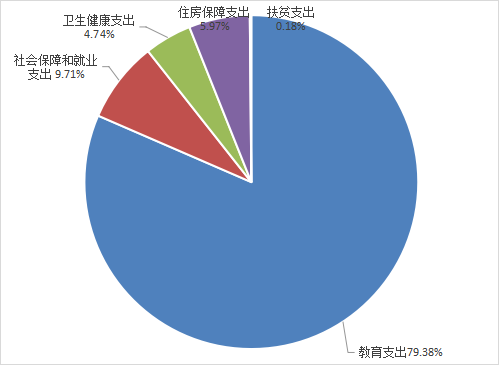 住房保障支出
5.97%
扶贫支出
0.18%
卫生健康支出
4.74%
社会保障和就业
支出 9.71%
教育支出79.38%